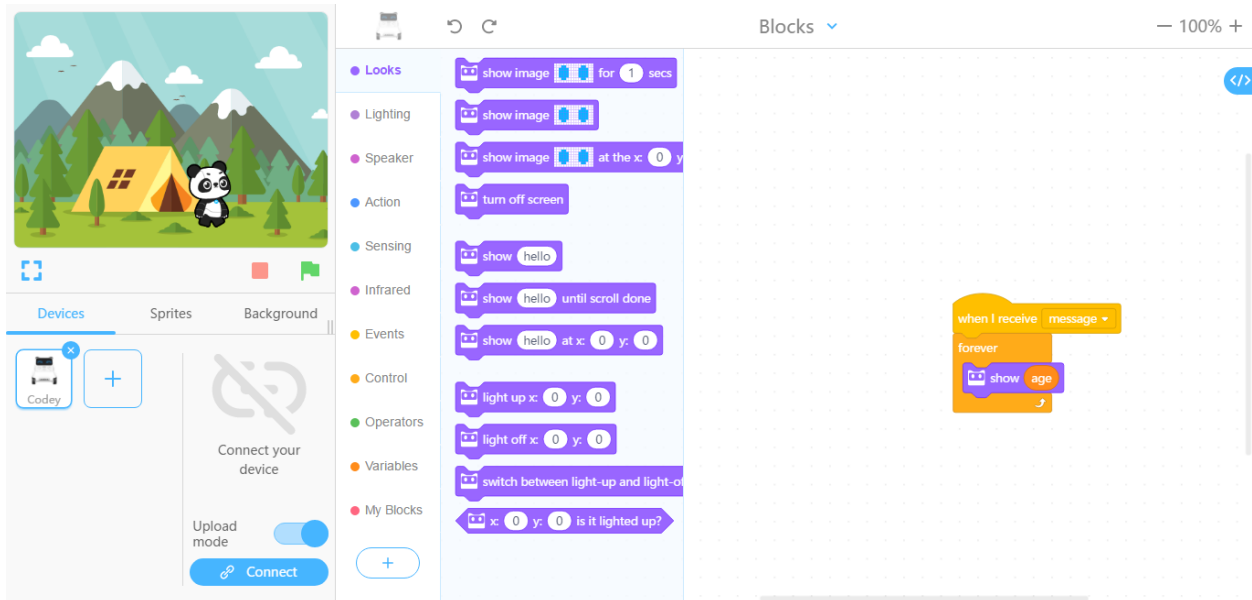 Blocks
100%
Looks
Lighting
Speaker
Action
Sensing
Infrared
Events
Control
Operators
Variables
My Blocks
show image for 1 secs
show image
show image at the x: 0 y
turn off screen
show hello
show hello until scroll done
show hello at x: 0 y: 0
light up x: 0 y: 0
light off x: 0 y: 0
switch between light-up and light-of
x: 0 y: 0 is it lighted up?
when I receive message
forever
show age
Devices
Sprites
Background
Codey
Connect your
device
Upload
mode
Connect